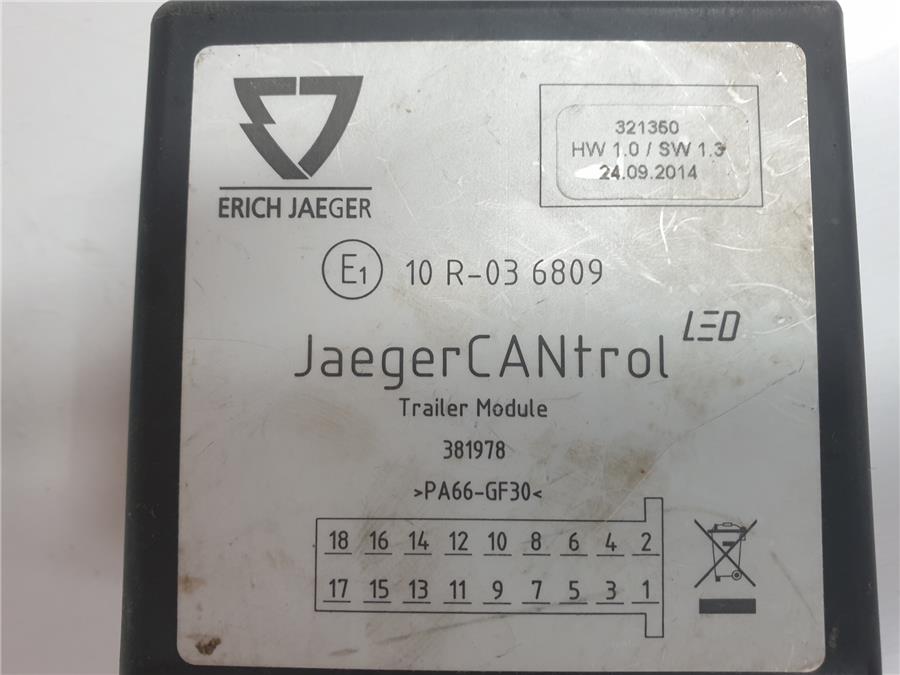 321350
HW 1.0 / SW 1.3
24.09.2014
ERICH JAEGER
E1 10 R-03 6809
JaegerCANtrol LED
Trailer Module
381978
>PA66-GF30<
18 16 14 12 10 8 6 4 2
17 15 13 11 9 7 5 3 1